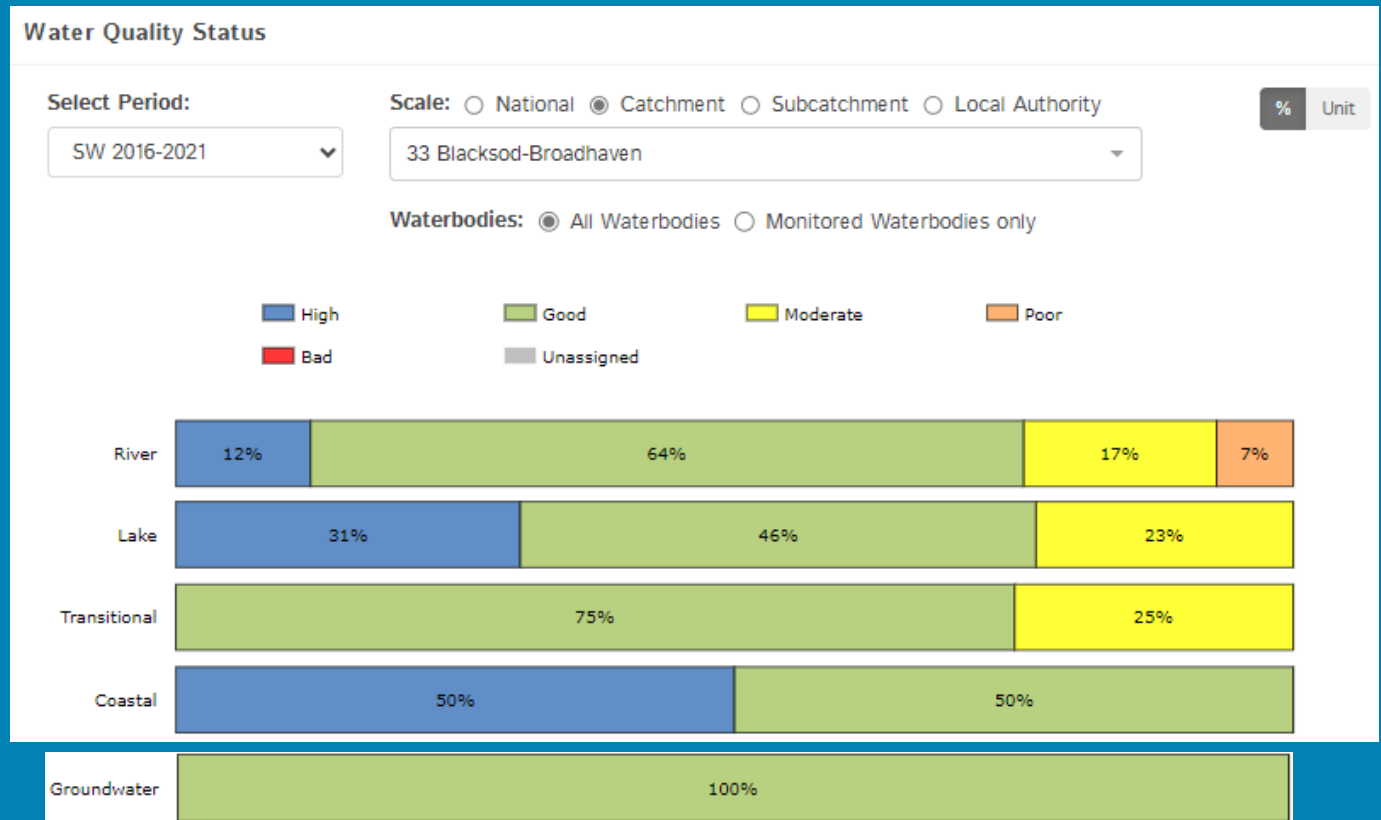 Water Quality Status
Select Period:
Scale: National Catchment Subcatchment Local Authority
% Unit
SW 2016-2021
33 Blacksod-Broadhaven
Waterbodies: All Waterbodies Monitored Waterbodies only
High Good Moderate Poor
Bad Unassigned
River 12% 64% 17% 7%
Lake 31% 46% 23%
Transitional 75% 25%
Coastal 50% 50%
Groundwater 100%